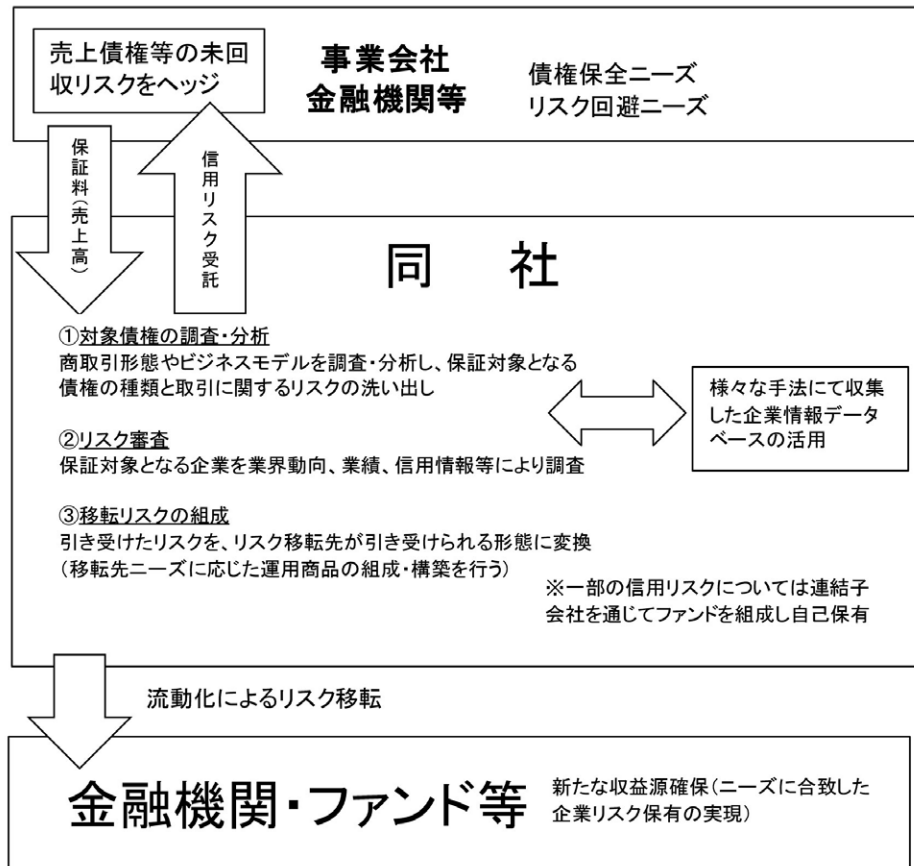 売上債権等の未回
収リスクをヘッジ
事業会社
金融機関等
債権保全ニーズ
リスク回避ニーズ
保証料(売上高)
信用リスク受託
同 社
①対象債権の調査・分析
商取引形態やビジネスモデルを調査・分析し、保証対象となる
債権の種類と取引に関するリスクの洗い出し
様々な手法にて収集
した企業情報データ
ベースの活用
②リスク審査
保証対象となる企業を業界動向、業績、信用情報等により調査
③移転リスクの組成
引き受けたリスクを、リスク移転先が引き受けられる形態に変換
(移転先ニーズに応じた運用商品の組成・構築を行う)
※一部の信用リスクについては連結子
会社を通じてファンドを組成し自己保有
流動化によるリスク移転
金融機関・ファンド等
新たな収益源確保(ニーズに合致した
企業リスク保有の実現)